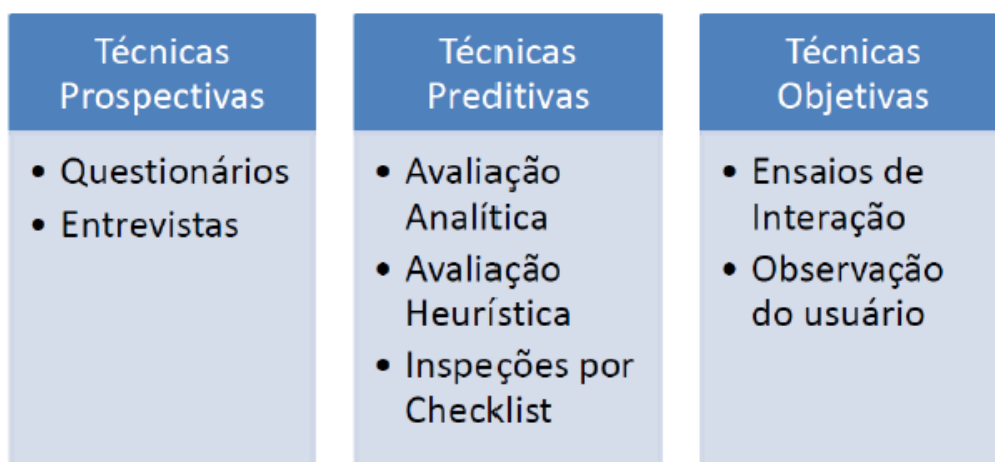 Técnicas
Prospectivas
• Questionários
• Entrevistas
Técnicas
Preditivas
• Avaliação
Analítica
• Avaliação
Heurística
• Inspeções por
Checklist
Técnicas
Objetivas
• Ensaios de
Interação
• Observação
do usuário